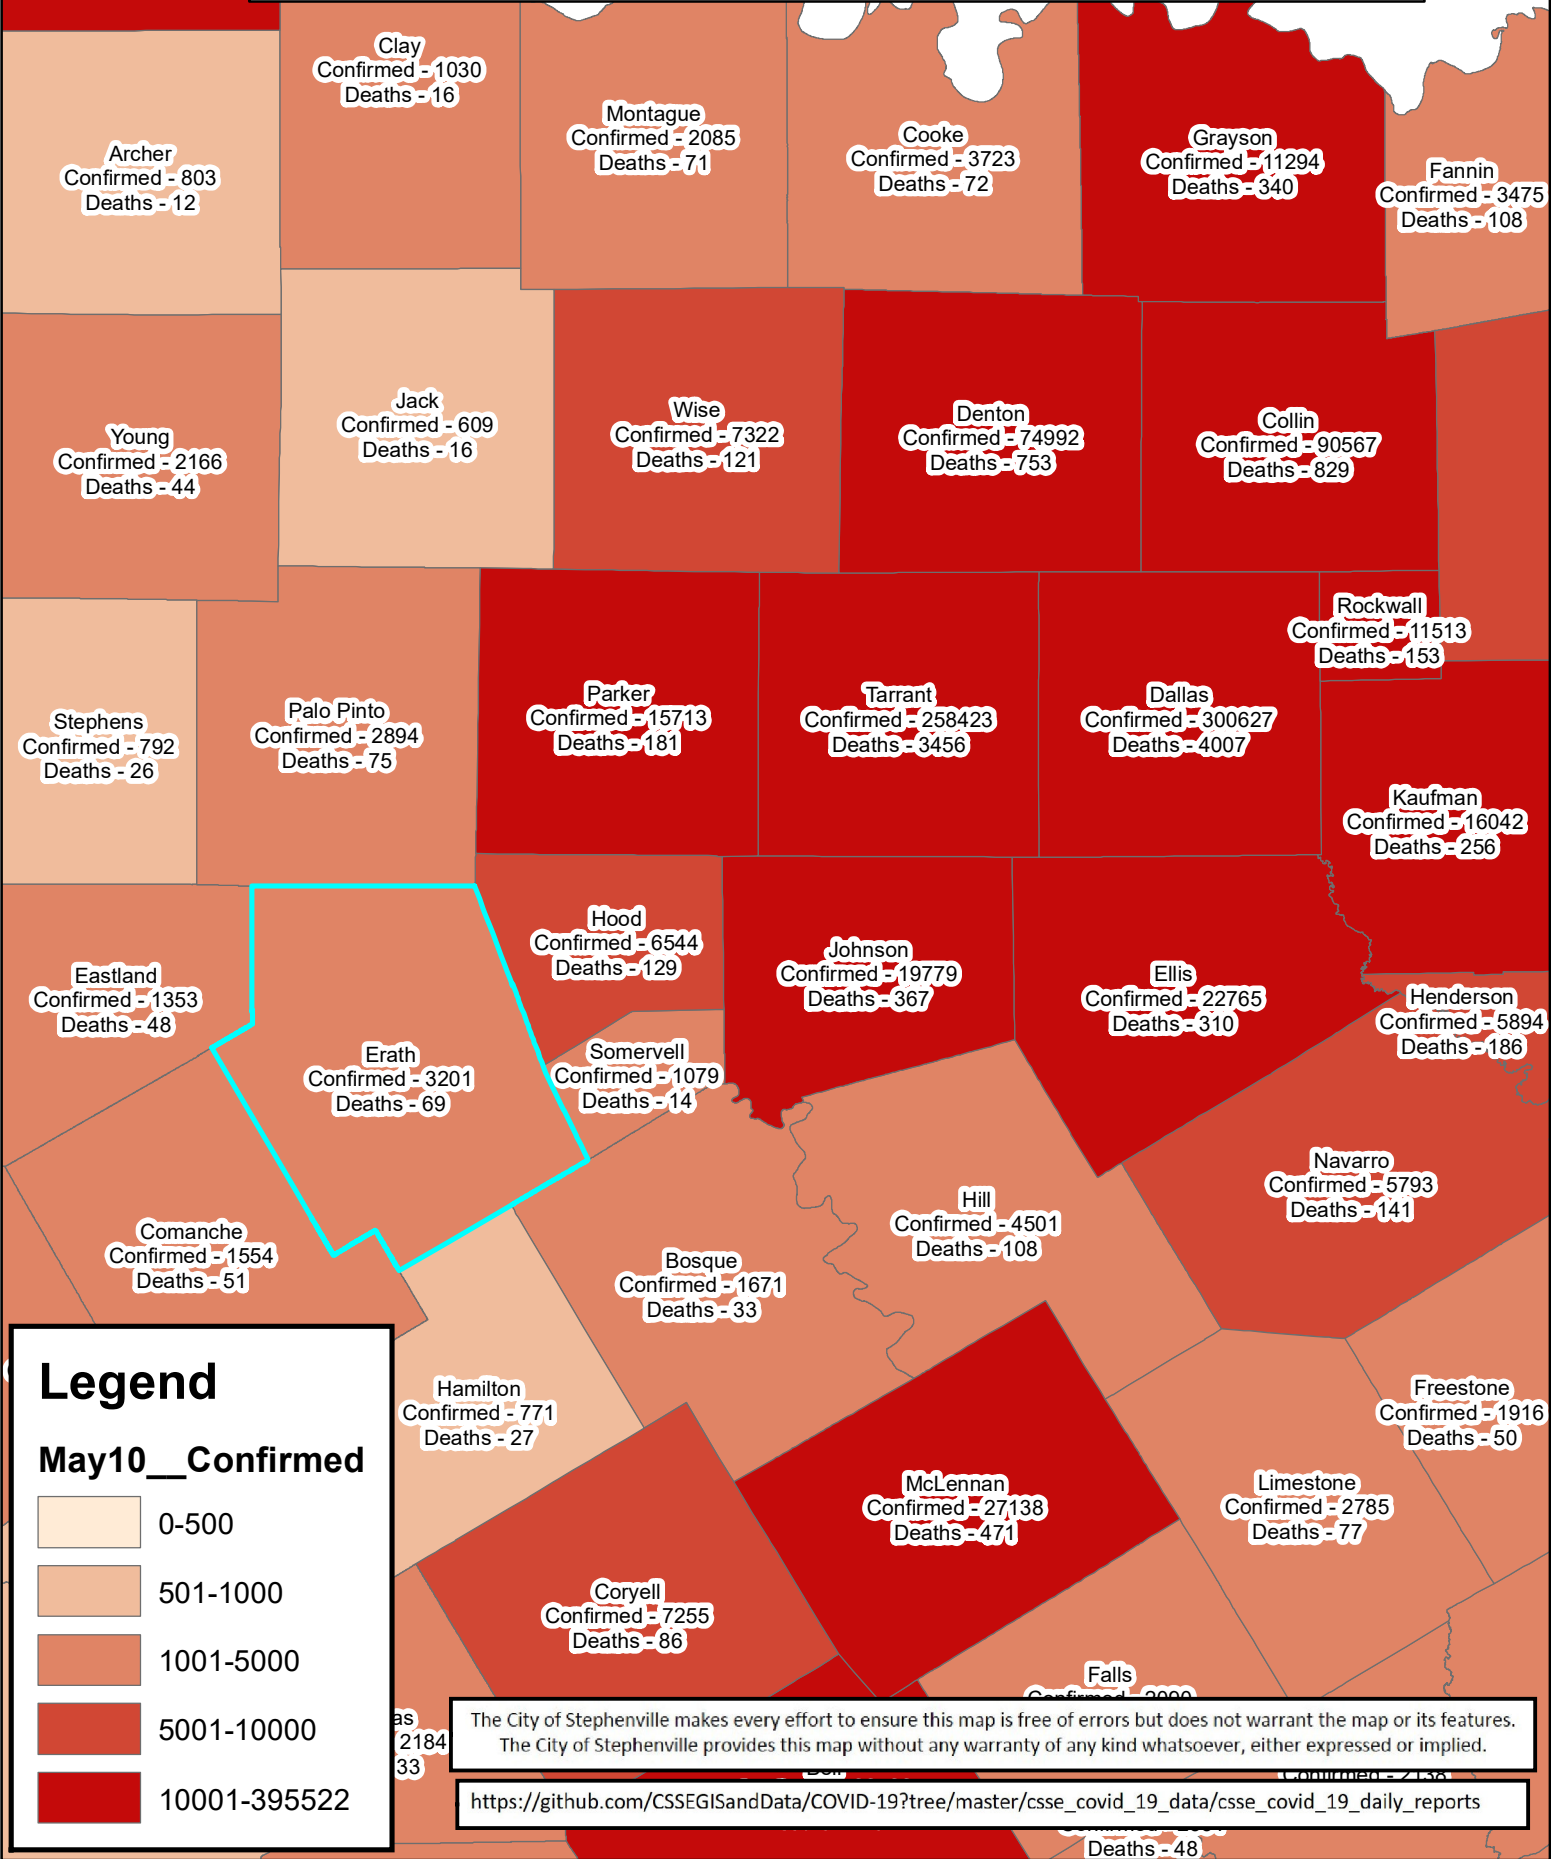 Clay
Confirmed - 1030
Deaths - 16
Montague
Confirmed - 2085
Deaths - 71
Cooke
Confirmed - 3723
Deaths - 72
Grayson
Confirmed - 11294
Deaths - 340
Archer
Confirmed - 803
Deaths - 12
Fannin
Confirmed - 3475
Deaths - 108
Young
Confirmed - 2166
Deaths - 44
Jack
Confirmed - 609
Deaths - 16
Wise
Confirmed - 7322
Deaths - 121
Denton
Confirmed - 74992
Deaths - 753
Collin
Confirmed - 90567
Deaths - 829
Rockwall
Confirmed - 11513
Deaths - 153
Stephens
Confirmed - 792
Deaths - 26
Palo Pinto
Confirmed - 2894
Deaths - 75
Parker
Confirmed - 15713
Deaths - 181
Tarrant
Confirmed - 258423
Deaths - 3456
Dallas
Confirmed - 300627
Deaths - 4007
Kaufman
Confirmed - 16042
Deaths - 256
Eastland
Confirmed - 1353
Deaths - 48
Hood
Confirmed - 6544
Deaths - 129
Johnson
Confirmed - 19779
Deaths - 367
Ellis
Confirmed - 22765
Deaths - 310
Henderson
Confirmed - 5894
Deaths - 186
Erath
Confirmed - 3201
Deaths - 69
Somervell
Confirmed - 1079
Deaths - 14
Navarro
Confirmed - 5793
Deaths - 141
Comanche
Confirmed - 1554
Deaths - 51
Bosque
Confirmed - 1671
Deaths - 33
Hill
Confirmed - 4501
Deaths - 108
Hamilton
Confirmed - 771
Deaths - 27
Freestone
Confirmed - 1916
Deaths - 50
McLennan
Confirmed - 27138
Deaths - 471
Limestone
Confirmed - 2785
Deaths - 77
Coryell
Confirmed - 7255
Deaths - 86
Falls
as
2184
33
Confirmed - 2138
Deaths - 48
Legend
May10__Confirmed
0-500
501-1000
1001-5000
5001-10000
10001-395522
The City of Stephenville makes every effort to ensure this map is free of errors but does not warrant the map or its features.
The City of Stephenville provides this map without any warranty of any kind whatsoever, either expressed or implied.
https://github.com/CSSEGISandData/COVID-19?tree/master/csse_covid_19_data/csse_covid_19_daily_reports